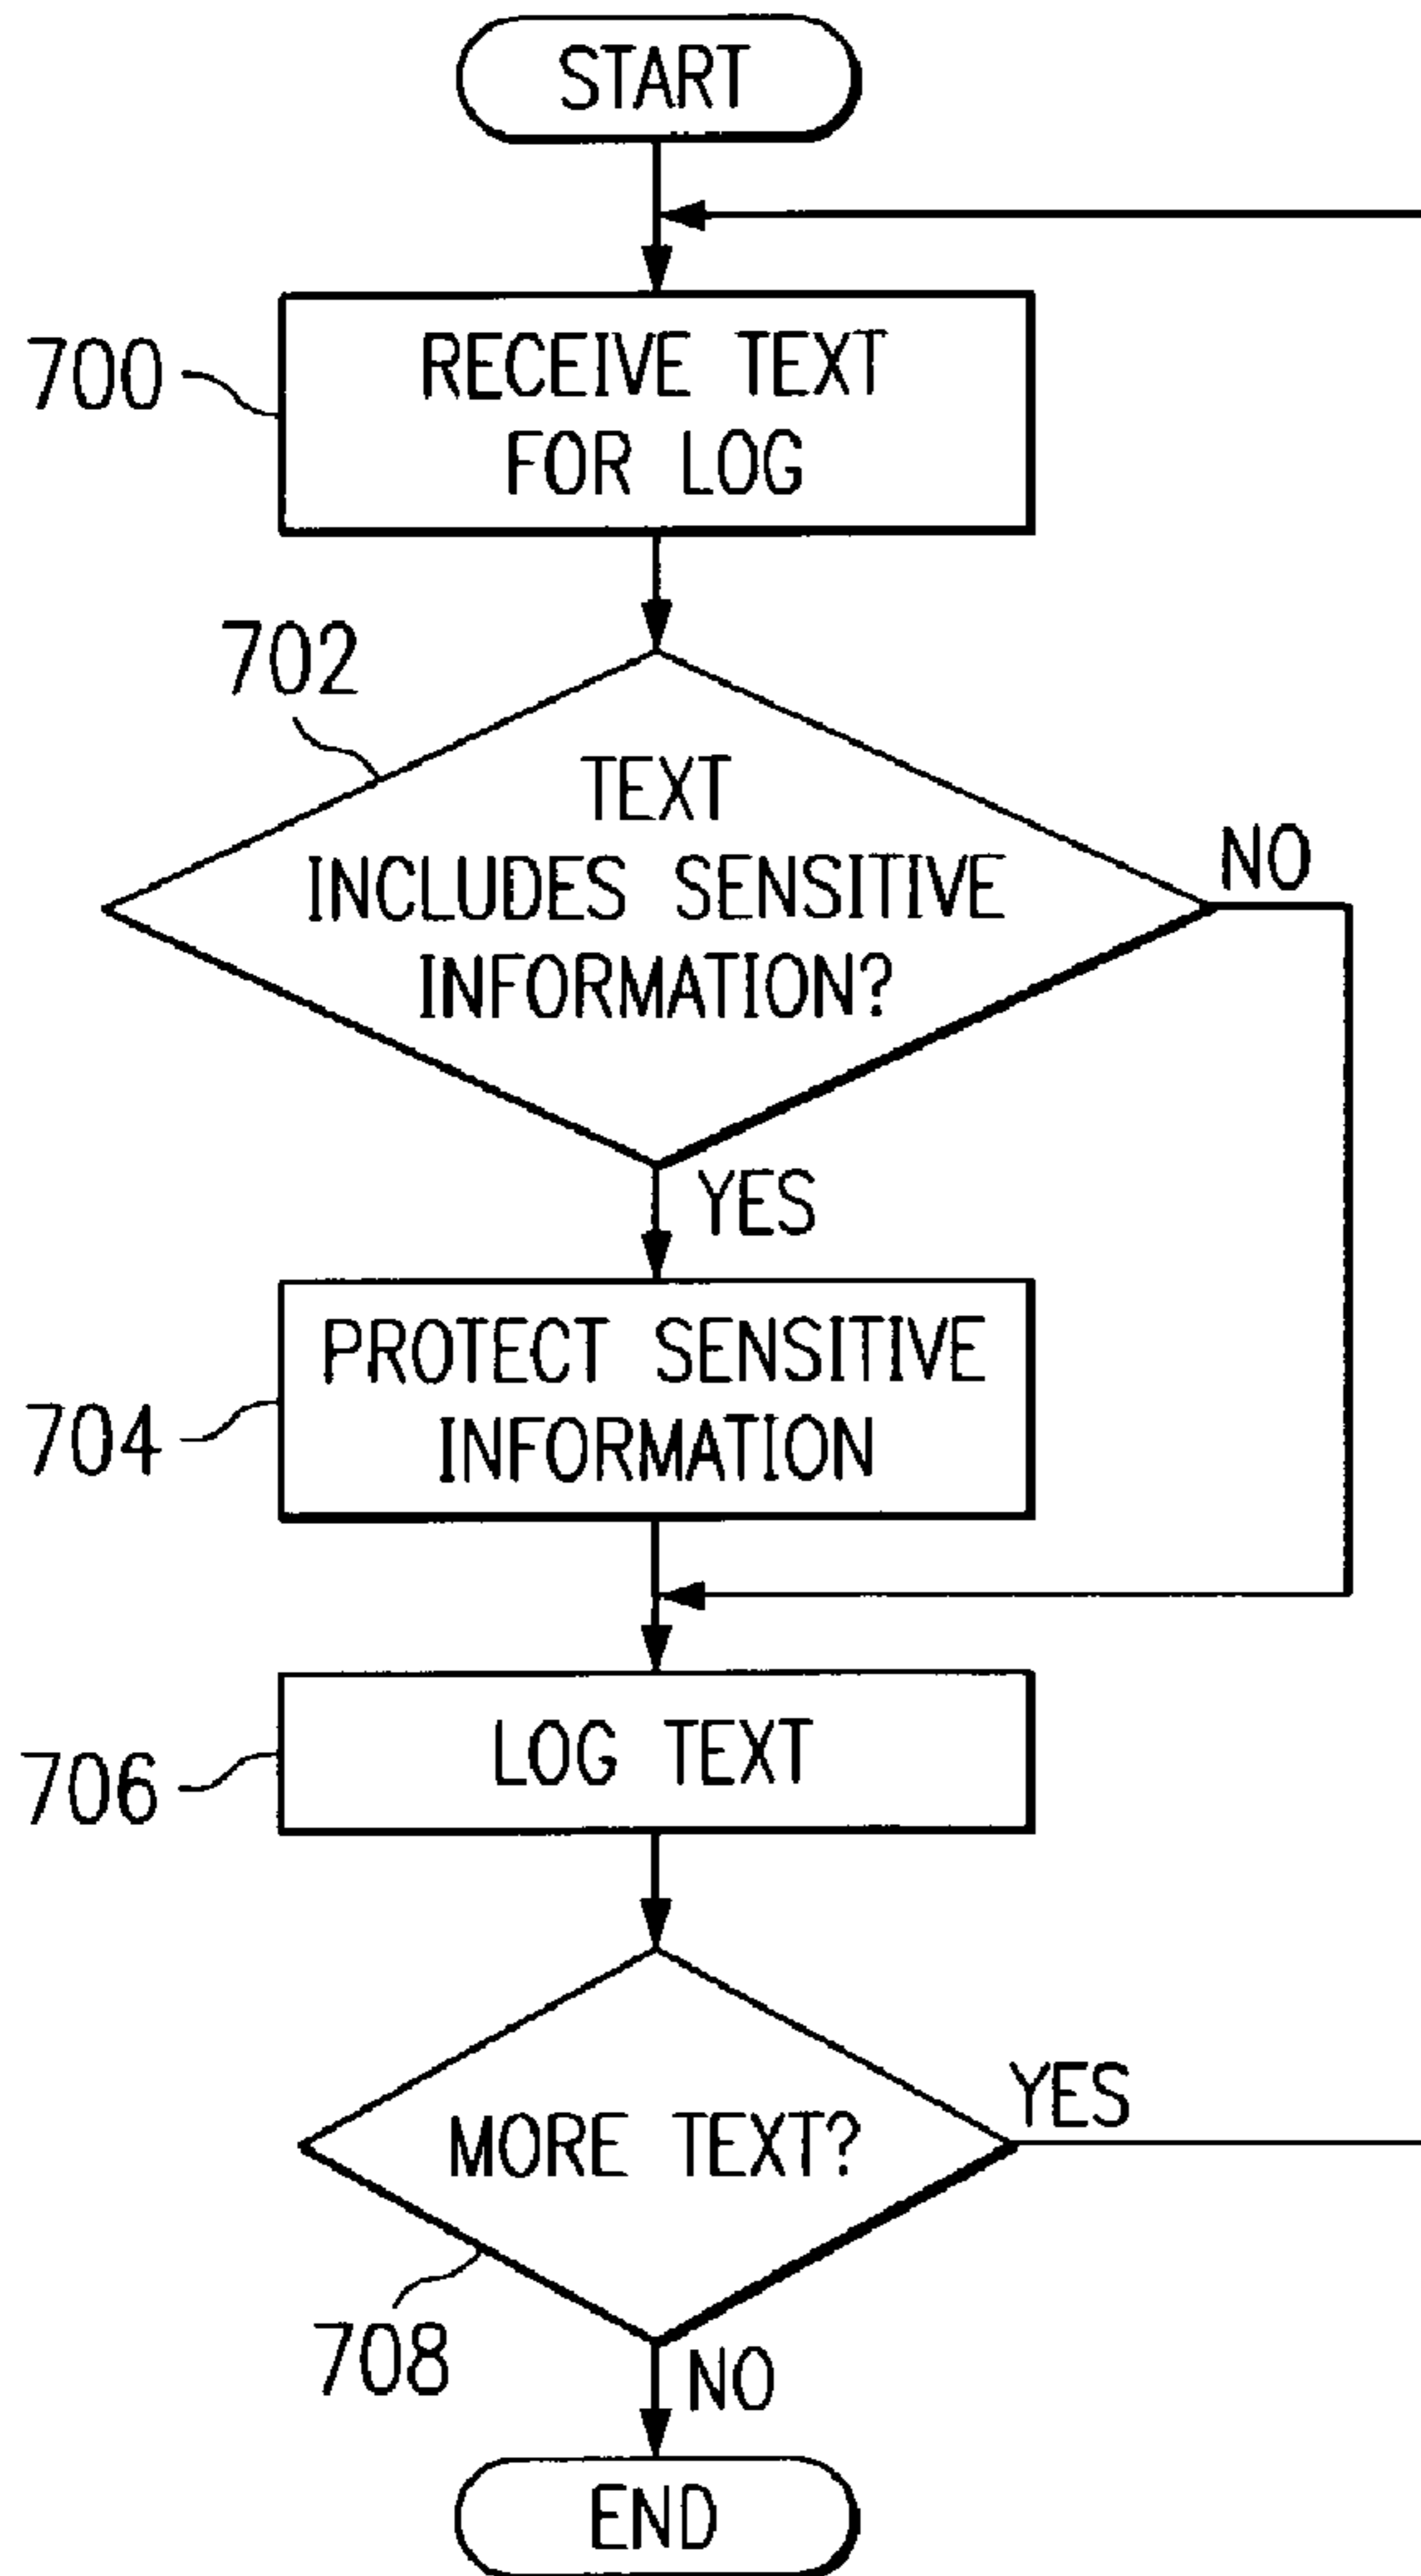 START
700
RECEIVE TEXT
FOR LOG
702
TEXT
INCLUDES SENSITIVE
INFORMATION?
NO
YES
704
PROTECT SENSITIVE
INFORMATION
706
LOG TEXT
MORE TEXT?
YES
708
NO
END